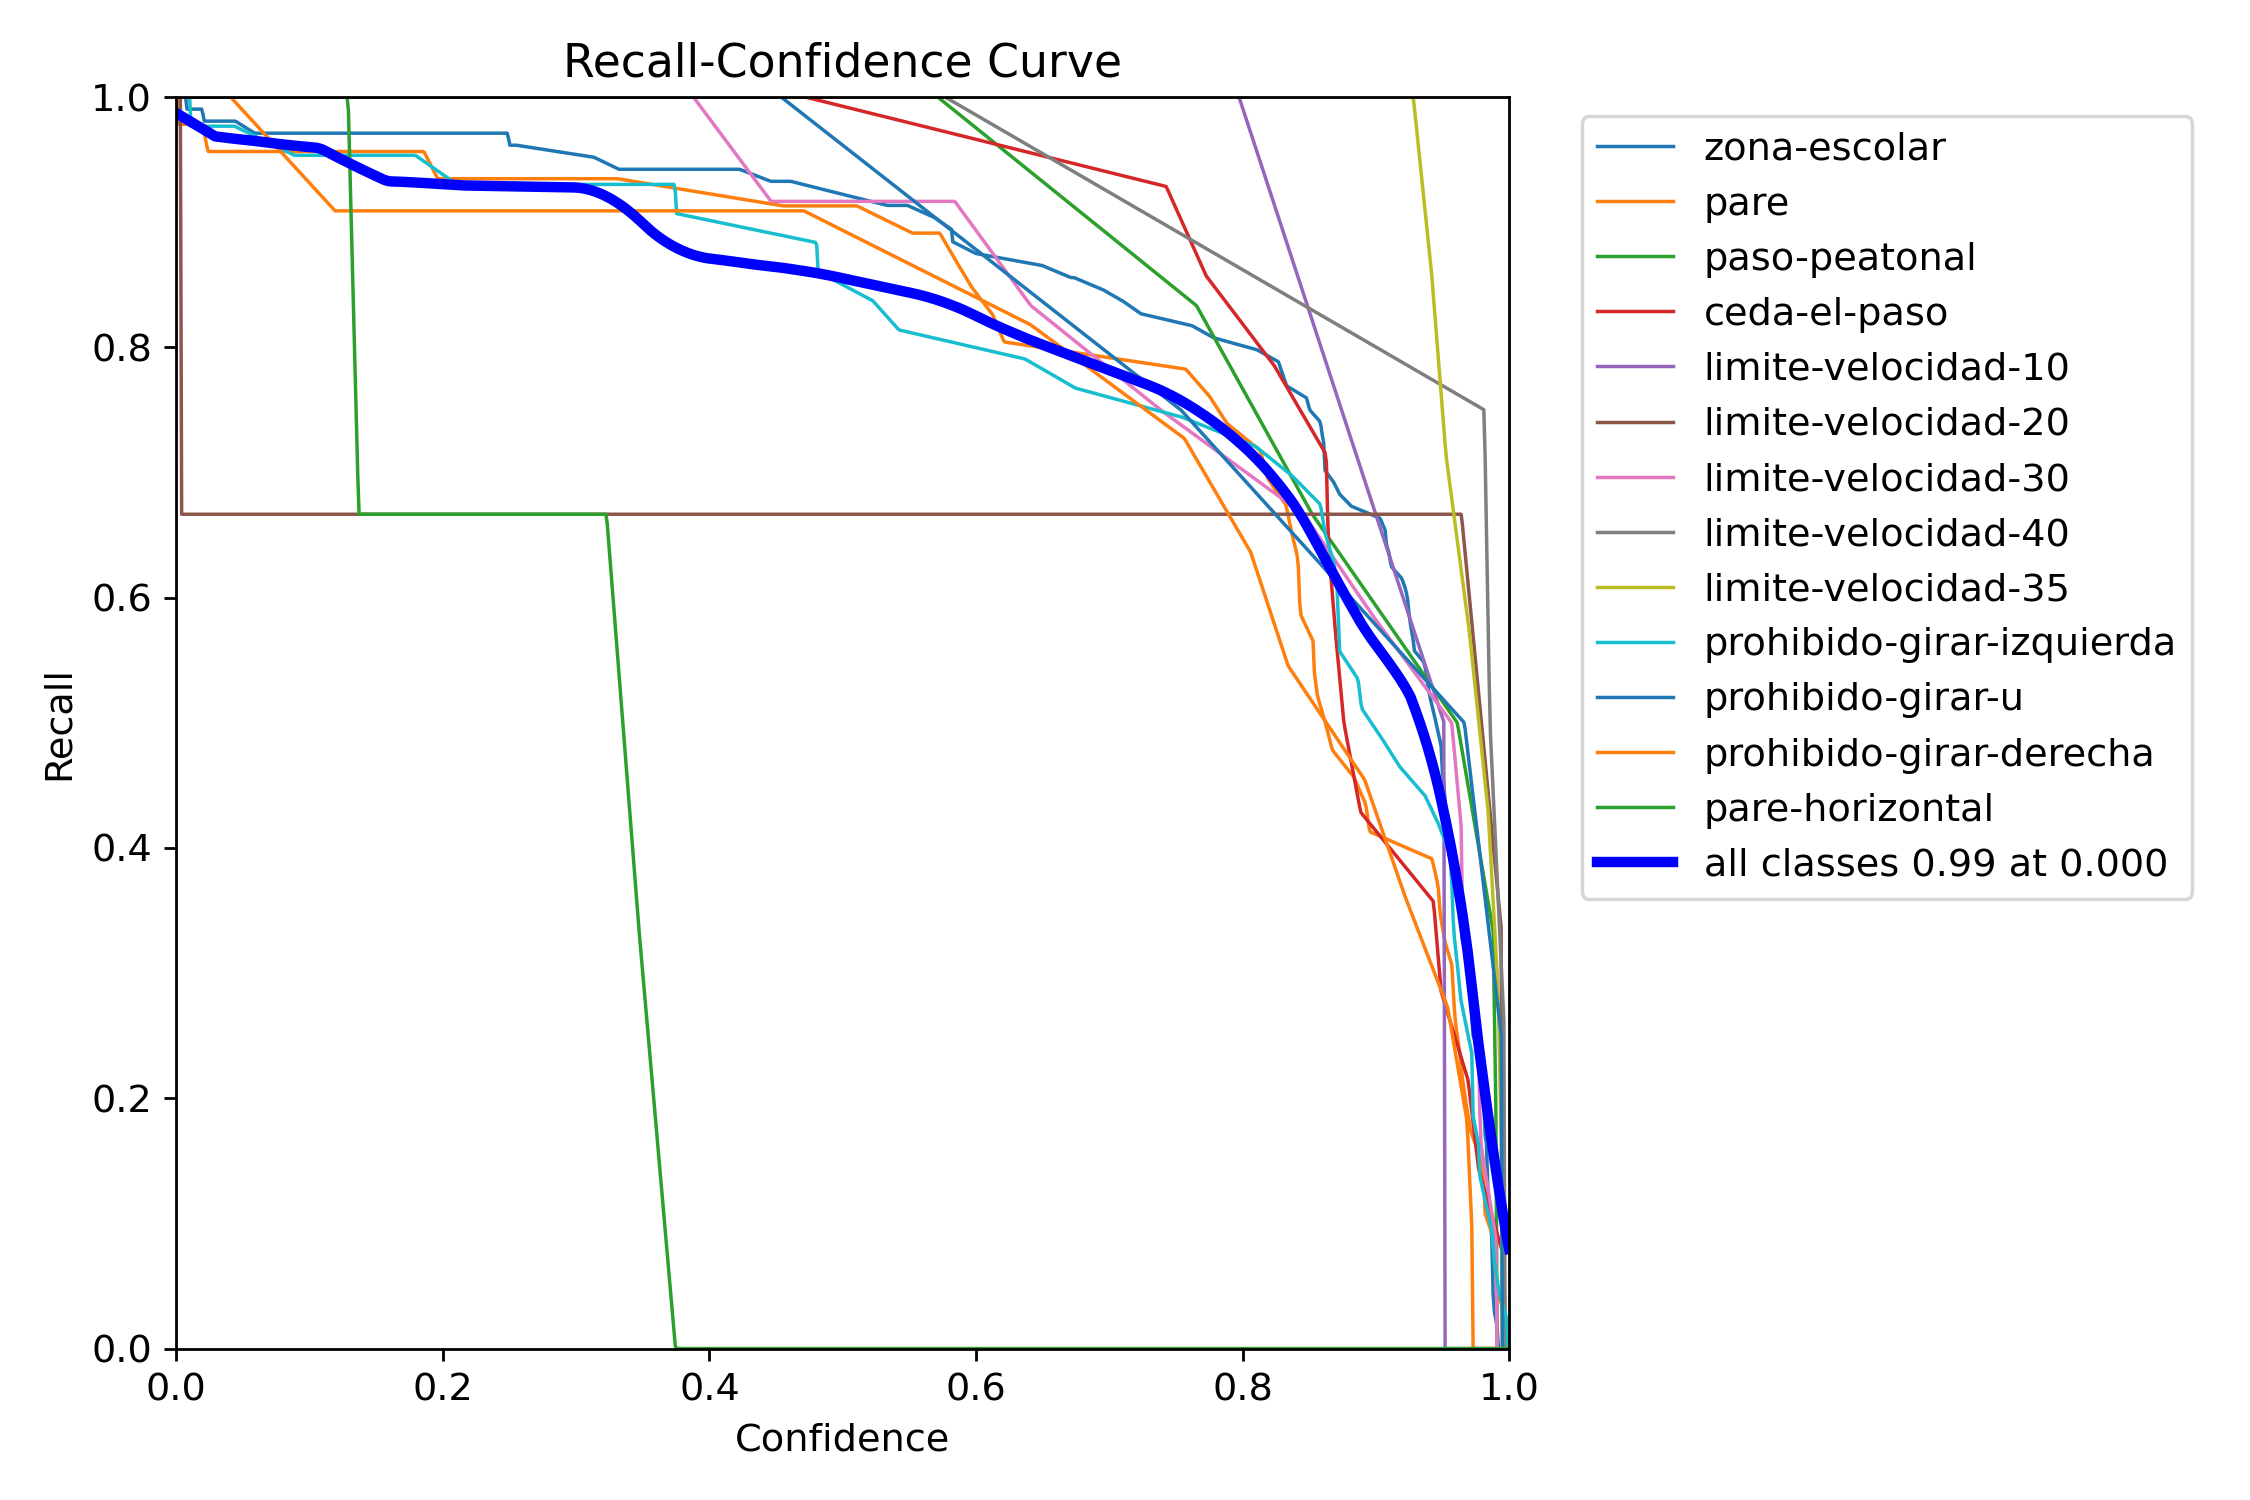 Recall-Confidence Curve
1.0
0.8
0.6
0.4
0.2
0.0
Recall
0.0 0.2 0.4 0.6 0.8 1.0
Confidence
zona-escolar
pare
paso-peatonal
ceda-el-paso
limite-velocidad-10
limite-velocidad-20
limite-velocidad-30
limite-velocidad-40
limite-velocidad-35
prohibido-girar-izquierda
prohibido-girar-u
prohibido-girar-derecha
pare-horizontal
all classes 0.99 at 0.000